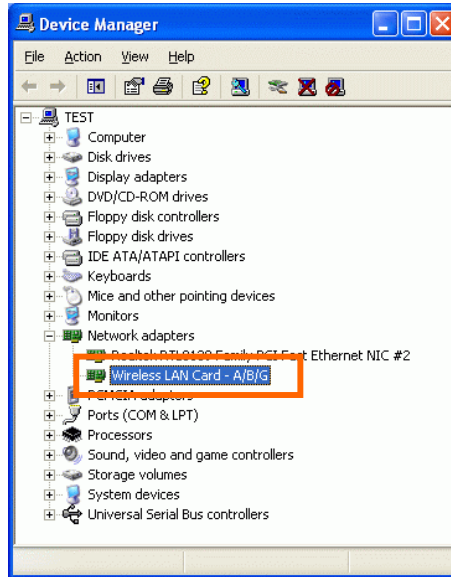 Device Manager
File Action View Help
TEST
Computer
Disk drives
Display adapters
DVD/CD-ROM drives
Floppy disk controllers
Floppy disk drives
IDE ATA/ATAPI controllers
Keyboards
Mice and other pointing devices
Monitors
Network adapters
Realtek RTL8139 Family PCI Fast Ethernet NIC #2
Wireless LAN Card - A/B/G
PCMCIA adapters
Ports (COM & LPT)
Processors
Sound, video and game controllers
Storage volumes
System devices
Universal Serial Bus controllers